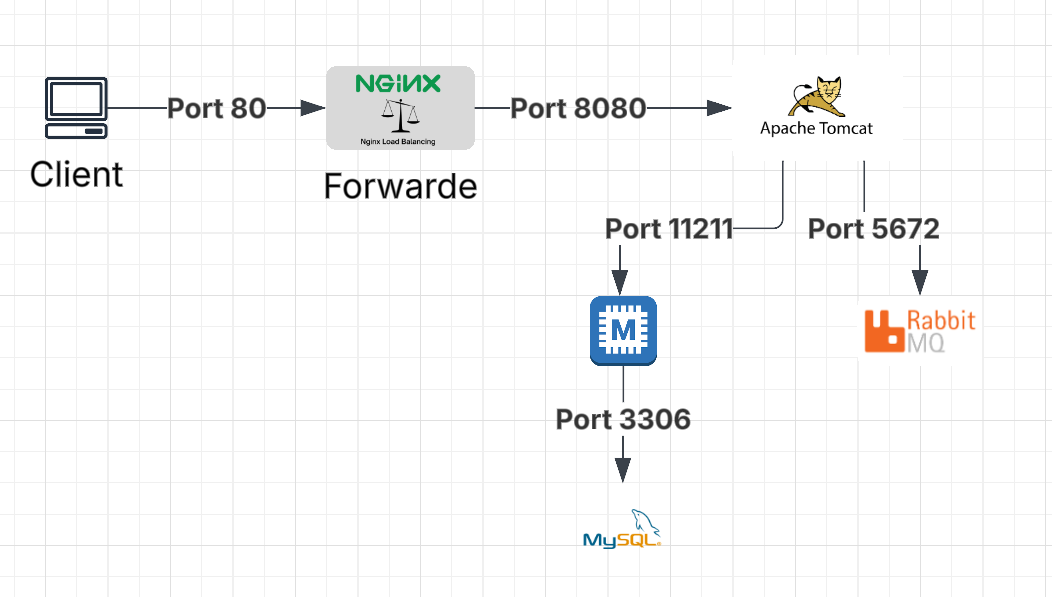 NGiNX
Nginx Load Balancing
Port 80
Port 8080
Apache Tomcat
Client
Forwarde
Port 11211
Port 5672
M
Rabbit
MQ
Port 3306
MySQL®